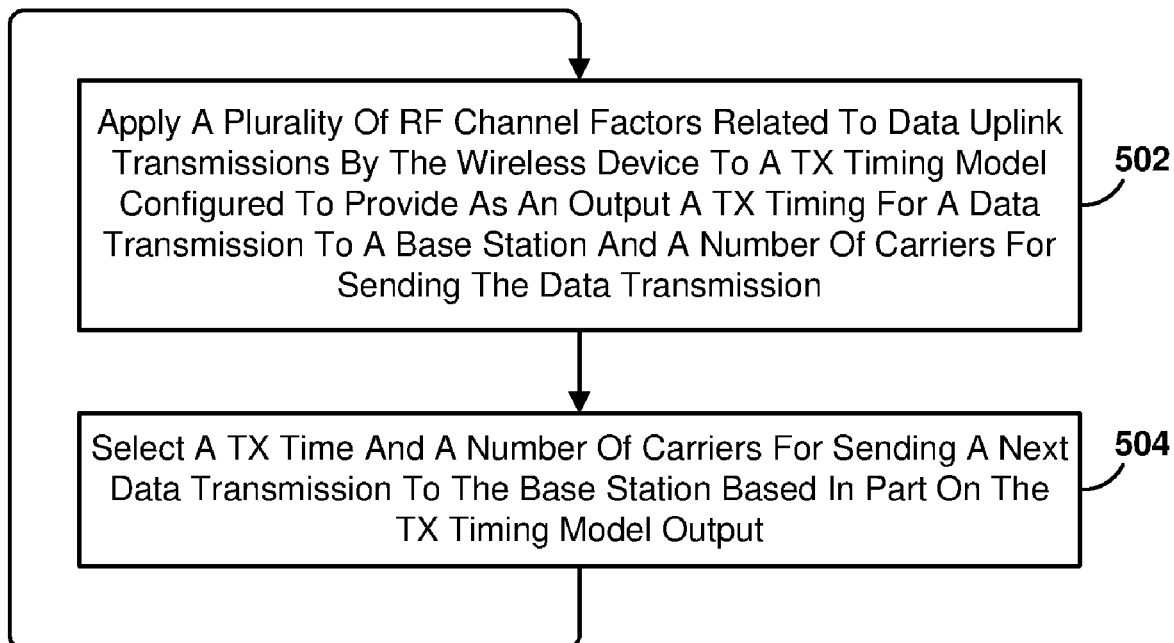 Apply A Plurality Of RF Channel Factors Related To Data Uplink
Transmissions By The Wireless Device To A TX Timing Model
Configured To Provide As An Output A TX Timing For A Data
Transmission To A Base Station And A Number Of Carriers For
Sending The Data Transmission
502
Select A TX Time And A Number Of Carriers For Sending A Next
Data Transmission To The Base Station Based In Part On The
TX Timing Model Output
504